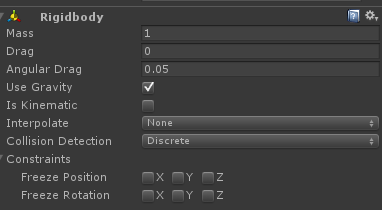 Rigidbody
Mass 1
Drag 0
Angular Drag 0.05
Use Gravity
Is Kinematic
Interpolate None
Collision Detection Discrete
Constraints
Freeze Position X Y Z
Freeze Rotation X Y Z